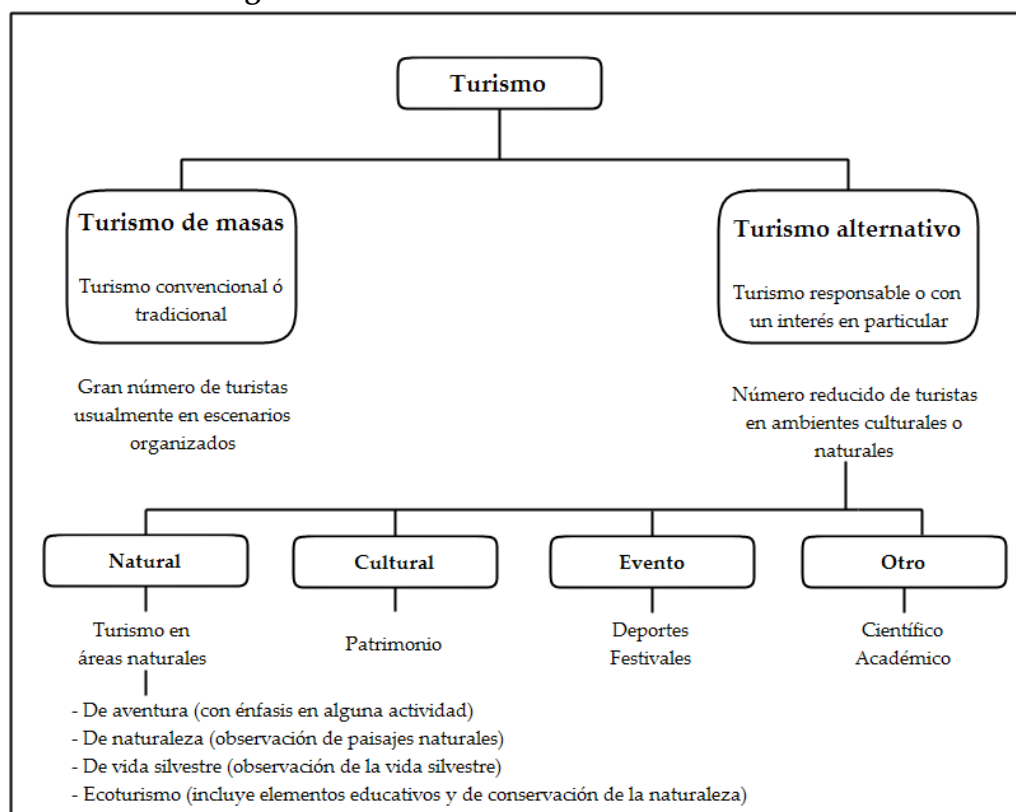 Turismo
Turismo de masas
Turismo convencional ó
tradicional
Gran número de turistas
usualmente en escenarios
organizados
Turismo alternativo
Turismo responsable o con
un interés en particular
Número reducido de turistas
en ambientes culturales o
naturales
Natural
Turismo en
áreas naturales
- De aventura (con énfasis en alguna actividad)
- De naturaleza (observación de paisajes naturales)
- De vida silvestre (observación de la vida silvestre)
- Ecoturismo (incluye elementos educativos y de conservación de la naturaleza)
Cultural
Patrimonio
Evento
Deportes
Festivales
Otro
Científico
Académico